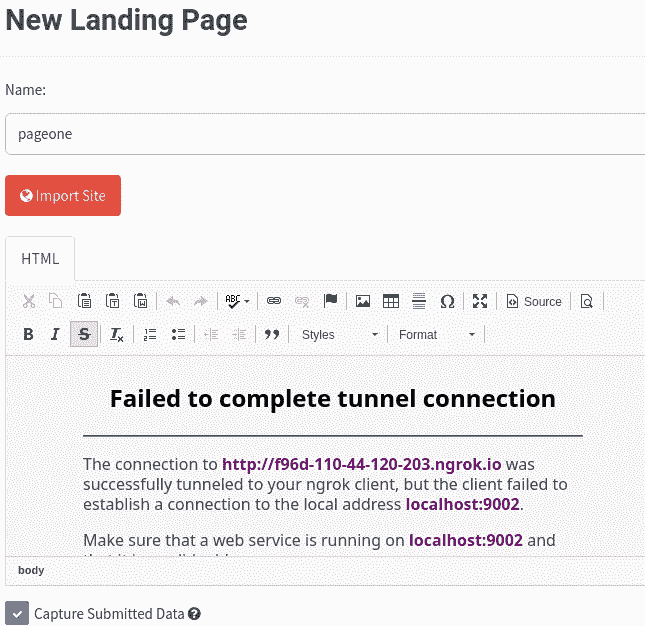 New Landing Page
Name:
pageone
Import Site
HTML
ABC
Source
B I S Tx
Styles Format
Failed to complete tunnel connection
The connection to http://f96d-110-44-120-203.ngrok.io was
successfully tunneled to your ngrok client, but the client failed to
establish a connection to the local address localhost:9002.
Make sure that a web service is running on localhost:9002 and
body
Capture Submitted Data